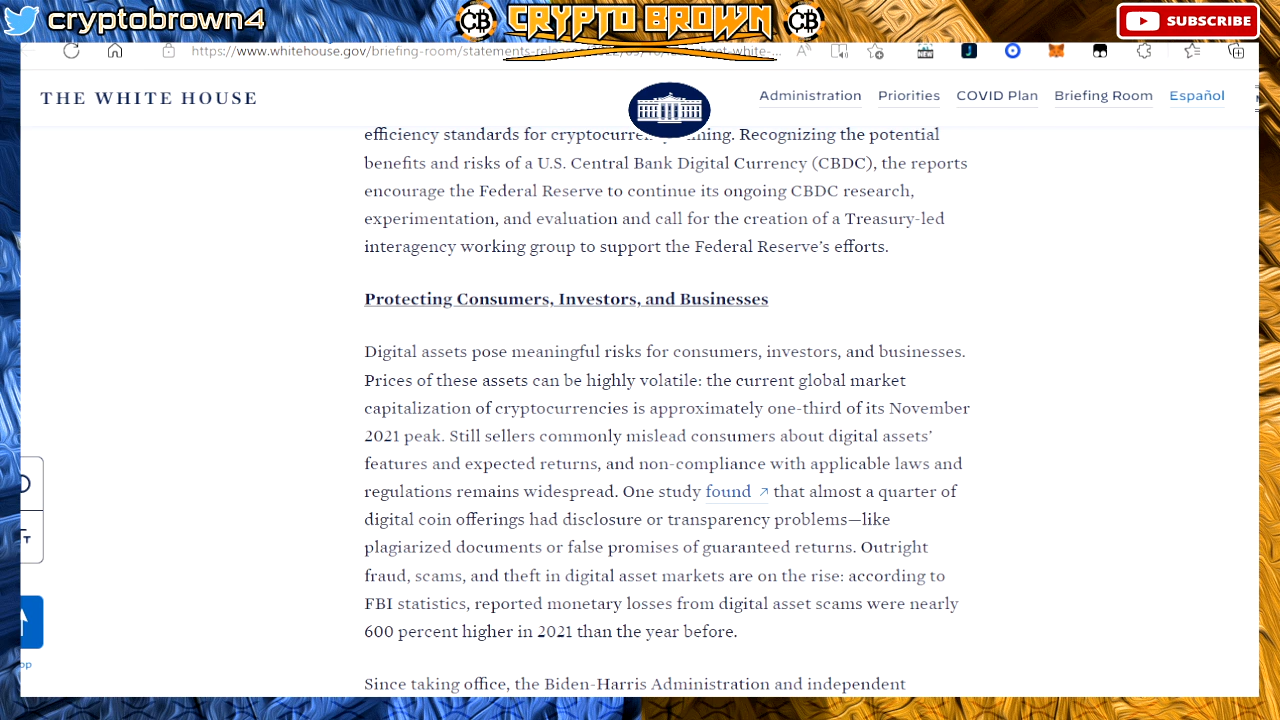 cryptobrown4
CB CRYPTO BROWN CB
SUBSCRIBE
https://www.whitehouse.gov/briefing-room/statements-relea
THE WHITE HOUSE
Administration Priorities COVID Plan Briefing Room Español
efficiency standards for cryptocurrency mining. Recognizing the potential
benefits and risks of a U.S. Central Bank Digital Currency (CBDC), the reports
encourage the Federal Reserve to continue its ongoing CBDC research,
experimentation, and evaluation and call for the creation of a Treasury-led
interagency working group to support the Federal Reserve’s efforts.
Protecting Consumers, Investors, and Businesses
Digital assets pose meaningful risks for consumers, investors, and businesses.
Prices of these assets can be highly volatile: the current global market
capitalization of cryptocurrencies is approximately one-third of its November
2021 peak. Still sellers commonly mislead consumers about digital assets’
features and expected returns, and non-compliance with applicable laws and
regulations remains widespread. One study found ↗ that almost a quarter of
digital coin offerings had disclosure or transparency problems—like
plagiarized documents or false promises of guaranteed returns. Outright
fraud, scams, and theft in digital asset markets are on the rise: according to
FBI statistics, reported monetary losses from digital asset scams were nearly
600 percent higher in 2021 than the year before.
Since taking office, the Biden-Harris Administration and independent